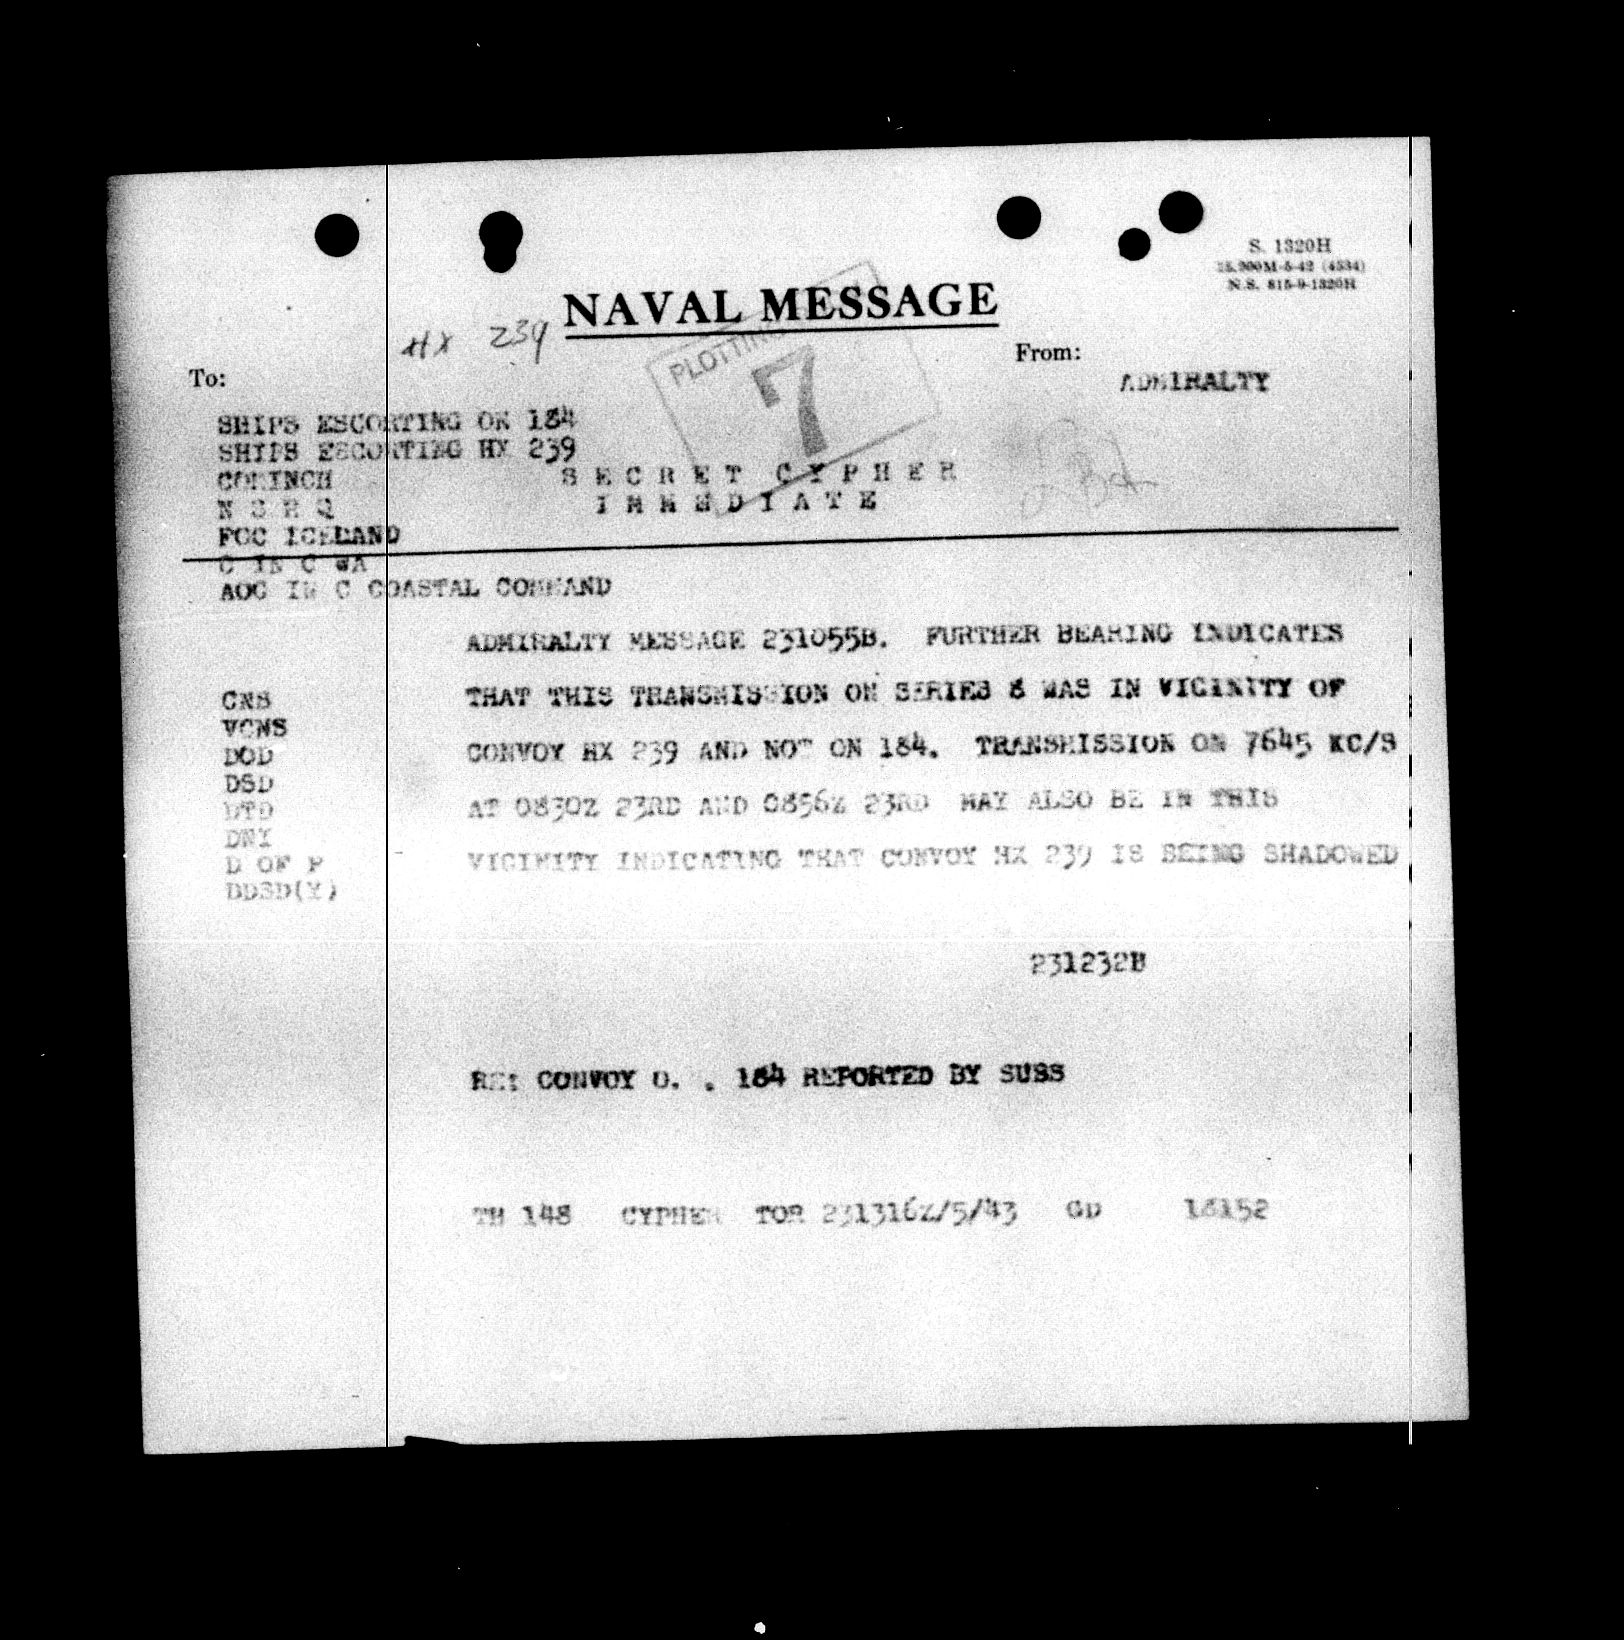 S. 1320H
N.S. 815-9-1320H
NAVAL MESSAGE
HX 239
PLOTTING
7
To:
From:
ADMIRALTY
SHIPS ESCORTING ON 184
SHIPS ESCORTING HX 239
COMINCH
N S H Q
FOC ICELAND
C IN C WA
AOC IN C COASTAL COMMAND
S E C R E T C Y P H E R
I M M E D I A T E
ADMIRALTY MESSAGE 231055B. FURTHER BEARING INDICATES
THAT THIS TRANSMISSION ON SERIES 8 WAS IN VICINITY OF
CONVOY HX 239 AND NOT ON 184. TRANSMISSION ON 7645 KC/S
AT 0830Z 23RD AND 0856Z 23RD MAY ALSO BE IN THIS
VICINITY INDICATING THAT CONVOY HX 239 IS BEING SHADOWED
CNS
VCNS
DOD
DSD
DTD
DNI
D OF P
DDSD(Y)
231232B
RE: CONVOY O. . 184 REPORTED BY SUBS
TH 148 CYPHER TOR 231316Z/5/43 GD 18152